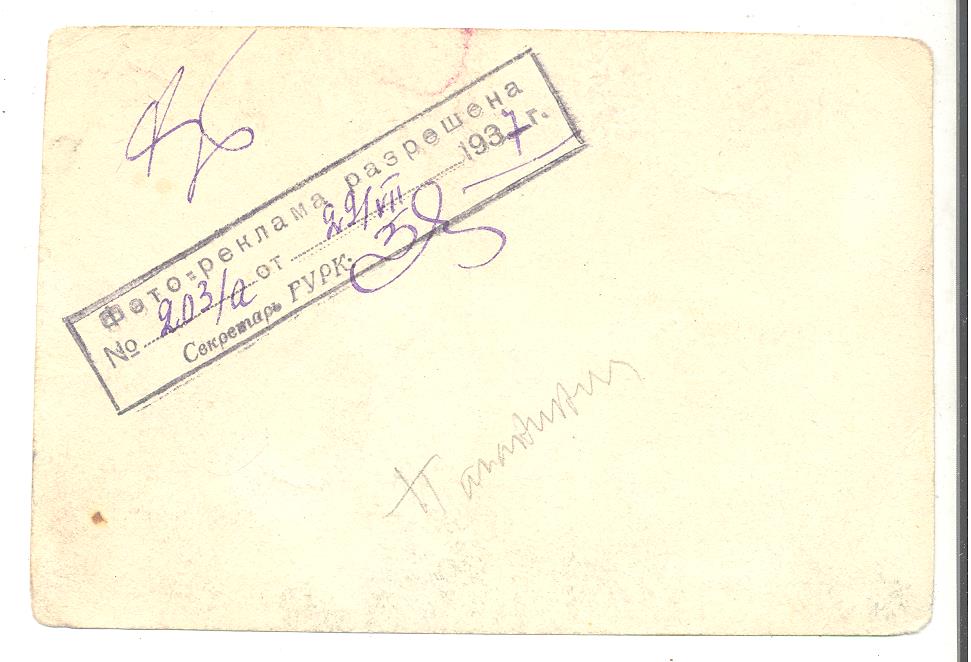 Фото-реклама разрешена
№ 203/а от 29/VII 1937 г.
Секретарь ГУРК: